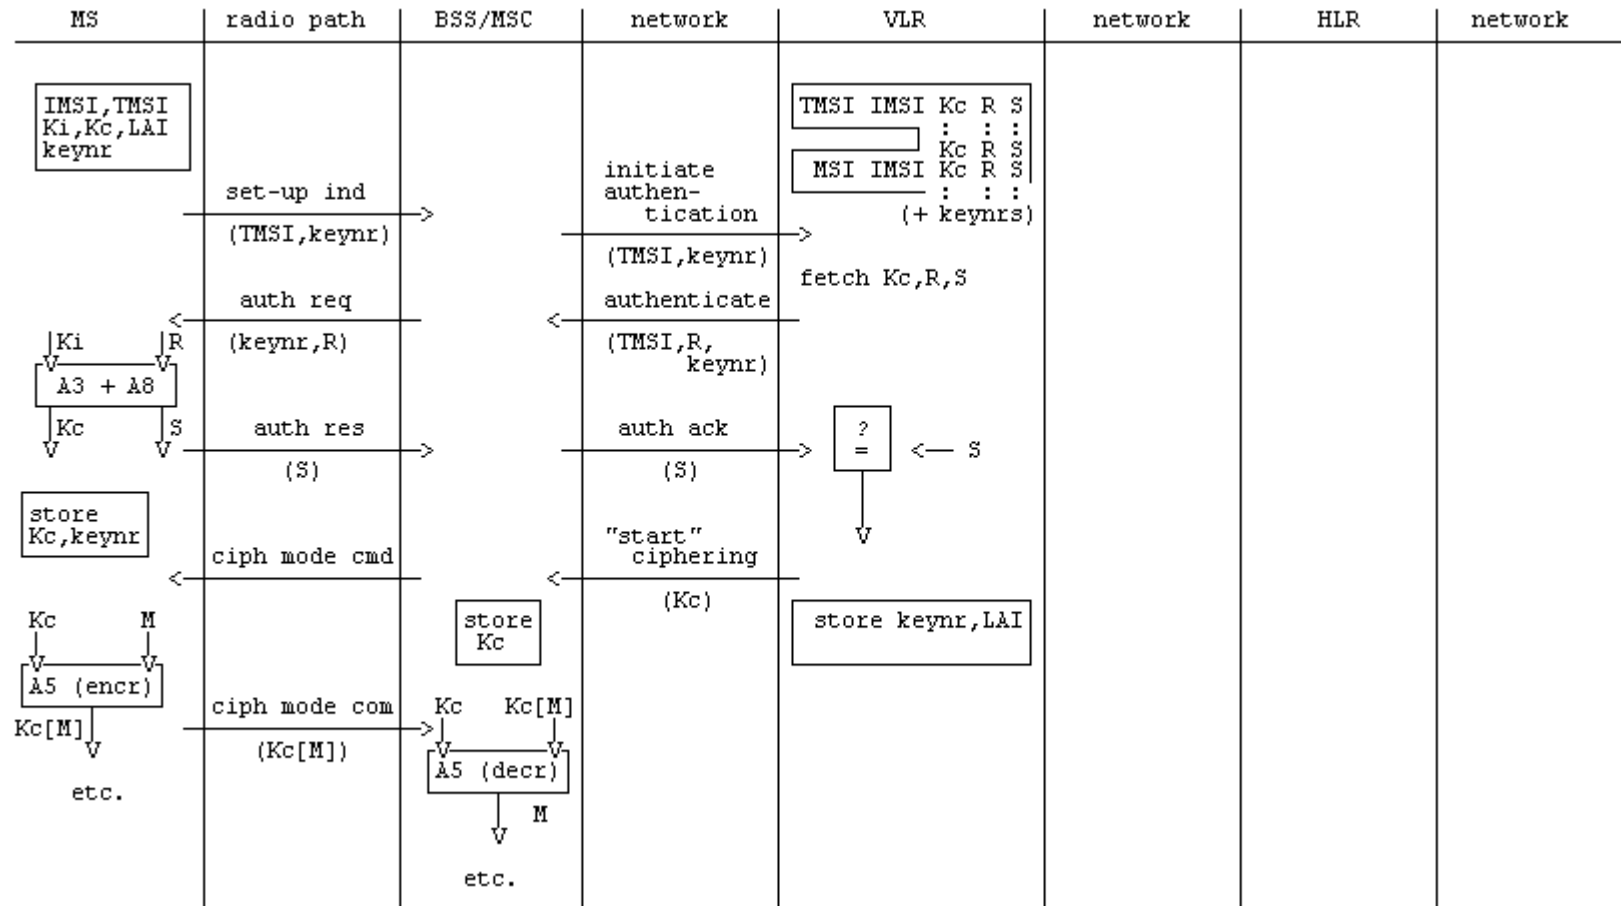 MS radio path BSS/MSC network VLR network HLR network
IMSI,TMSI TMSI IMSI Kc R S
Ki,Kc,LAI : : :
keynr Kc R S
initiate MSI IMSI Kc R S
set-up ind authen- : : :
tication (+ keynrs)
(TMSI,keynr)
(TMSI,keynr)
fetch Kc,R,S
auth req authenticate
Ki R (keynr,R) (TMSI,R,
keynr)
A3 + A8
Kc S auth res auth ack ?
= S
(S) (S)
store
Kc,keynr "start"
ciph mode cmd ciphering
(Kc)
Kc M store store keynr,LAI
Kc
A5 (encr)
Kc[M] ciph mode com Kc Kc[M]
(Kc[M])
A5 (decr)
etc. M
etc.